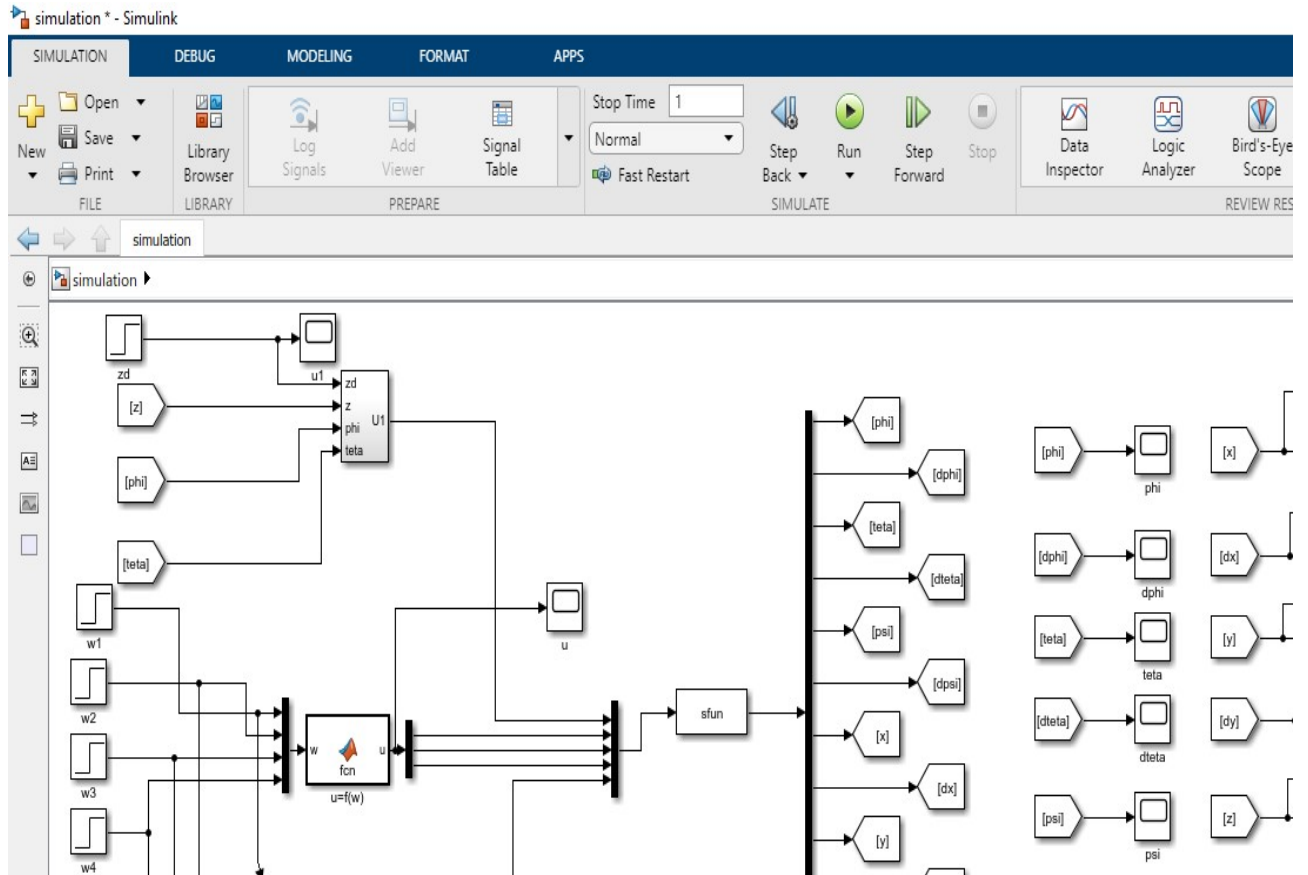 simulation * - Simulink
SIMULATION DEBUG MODELING FORMAT APPS
New
Open
Save
Print
FILE
Library Browser
LIBRARY
Log Signals
Add Viewer
Signal Table
PREPARE
Stop Time 1
Normal
Fast Restart
Step Back
Run
Step Forward
Stop
SIMULATE
Data Inspector
Logic Analyzer
Bird's-Eye Scope
REVIEW RES
simulation
simulation
zd
u1
[z]
[phi]
[teta]
zd
z
phi
teta
U1
w1
w2
w3
w4
w
u
fcn
u=f(w)
u
sfun
[phi]
[dphi]
[teta]
[dteta]
[psi]
[dpsi]
[x]
[dx]
[y]
[phi]
phi
[x]
[dphi]
dphi
[dx]
[teta]
teta
[y]
[dteta]
dteta
[dy]
[psi]
psi
[z]